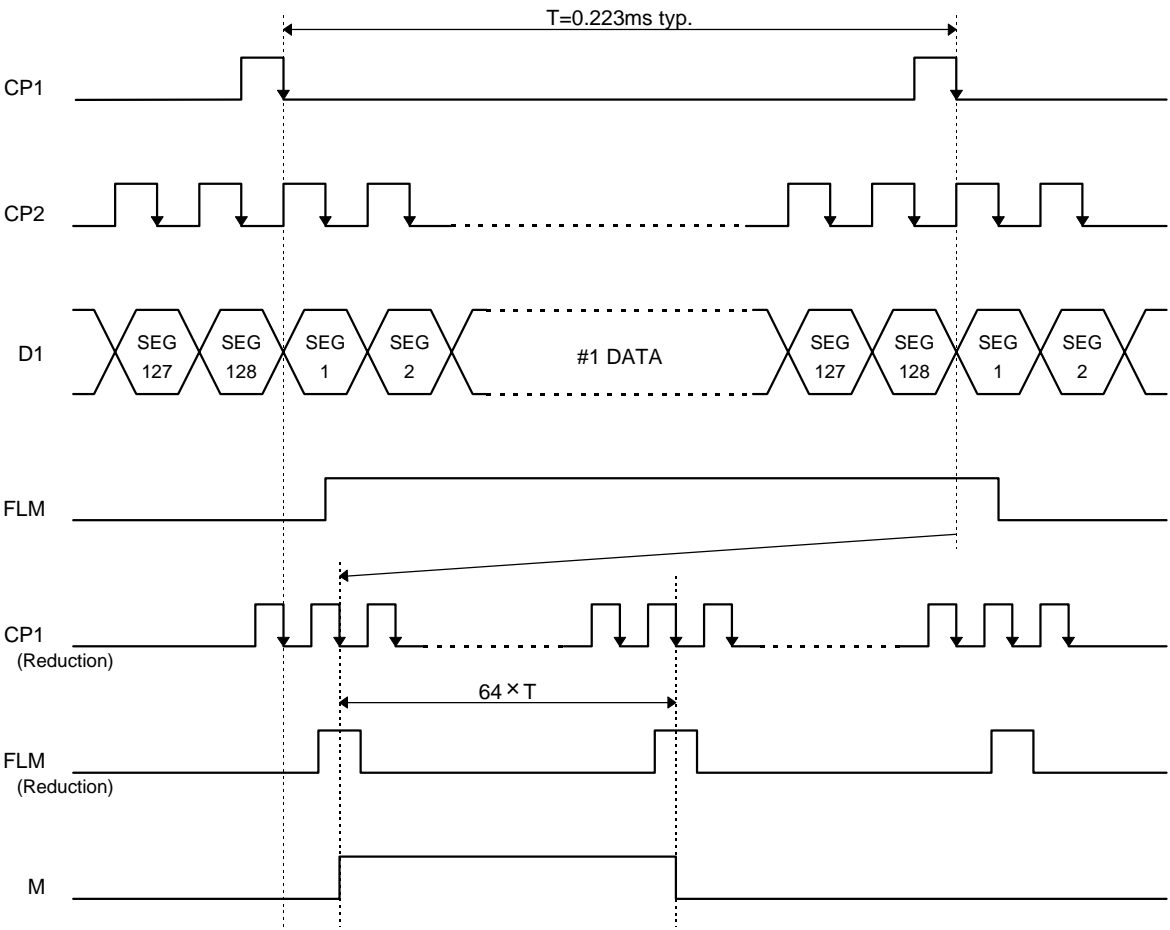 T=0.223ms typ.
CP1
CP2
D1
SEG 127
SEG 128
SEG 1
SEG 2
#1 DATA
SEG 127
SEG 128
SEG 1
SEG 2
FLM
CP1
(Reduction)
64×T
FLM
(Reduction)
M